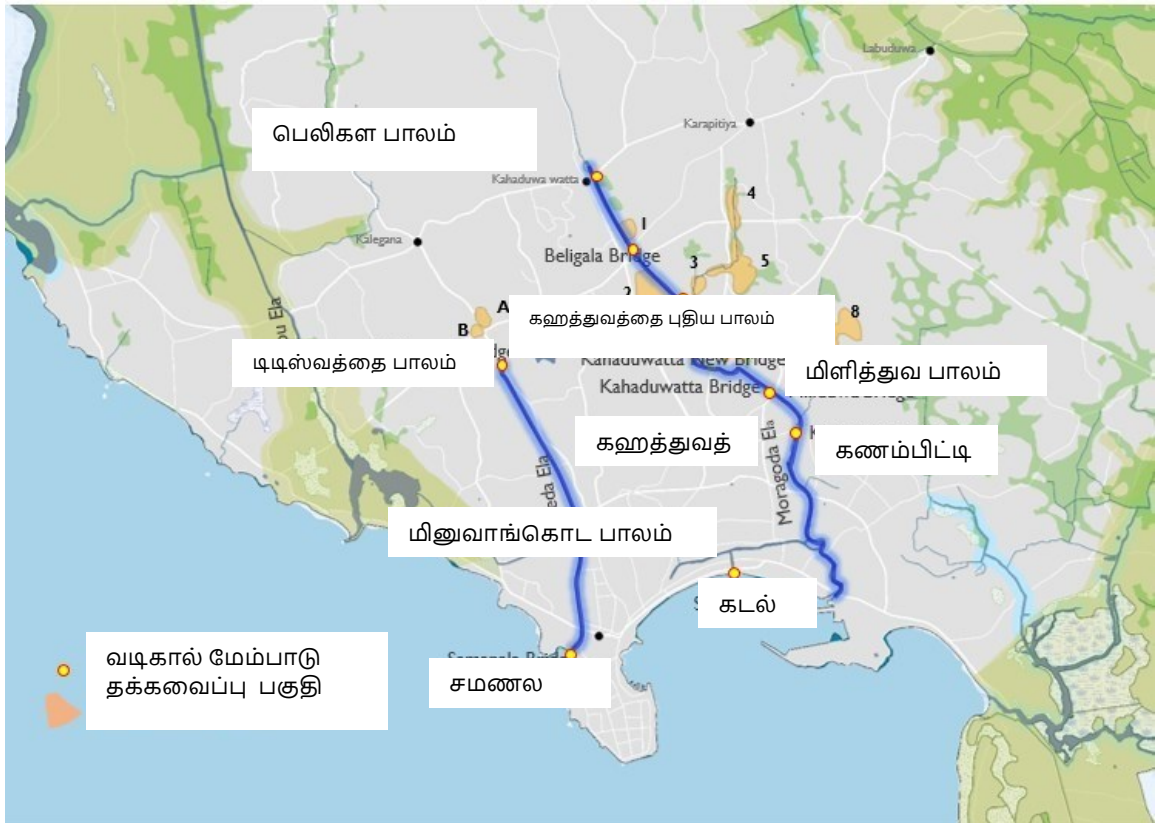 Labuduwa
Karapitiya
பெலிகள பாலம்
Kahaduwa watta
4
1
Kalegana
Beligala Bridge
3
5
2
A
B
கஹத்துவத்தை புதிய பாலம்
8
டிடிஸ்வத்தை பாலம்
Kahaduwatta New Bridge
மிளித்துவ பாலம்
Kahaduwatta Bridge
கஹத்துவத்
கணம்பிட்டி
Moragoda Ela
Ela
மினுவாங்கொட பாலம்
கடல்
வடிகால் மேம்பாடு
தக்கவைப்பு பகுதி
சமணல